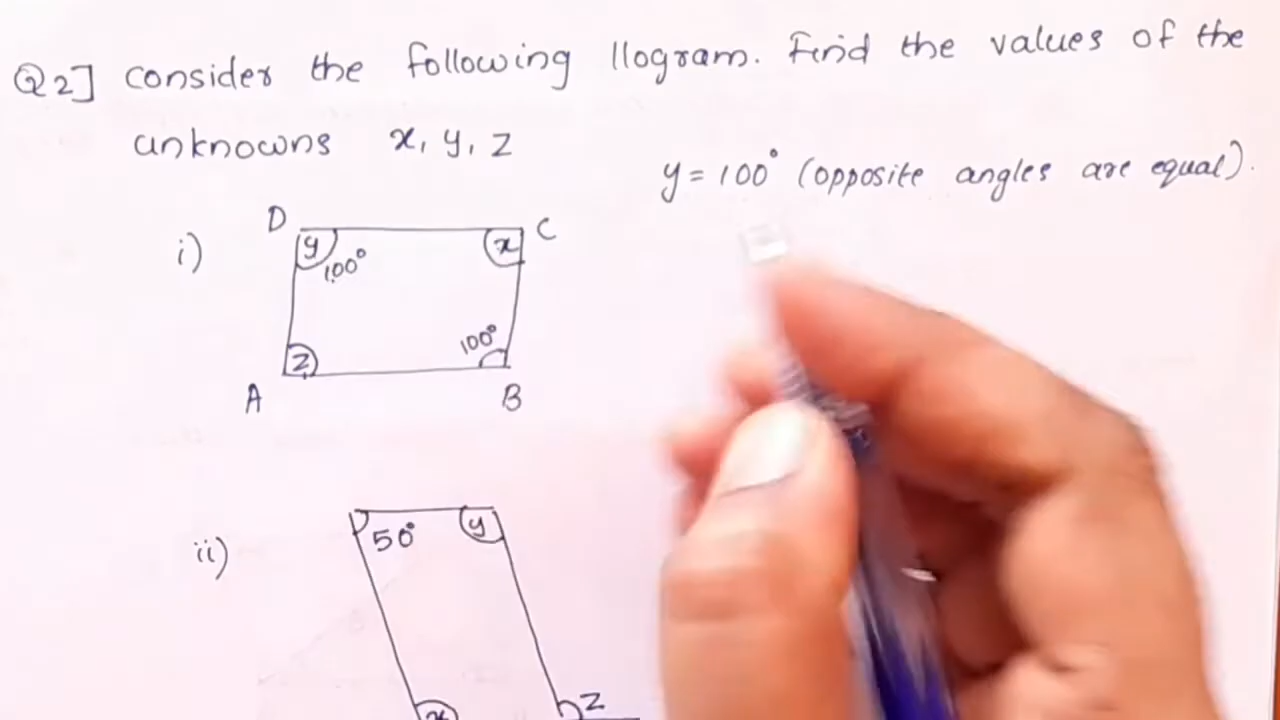 Q2] consider the following llogram. Find the values of the
unknowns x, y, z
y = 100° (opposite angles are equal).
i)
D
C
y
x
100°
100°
z
A
B
ii)
50°
y
x
z